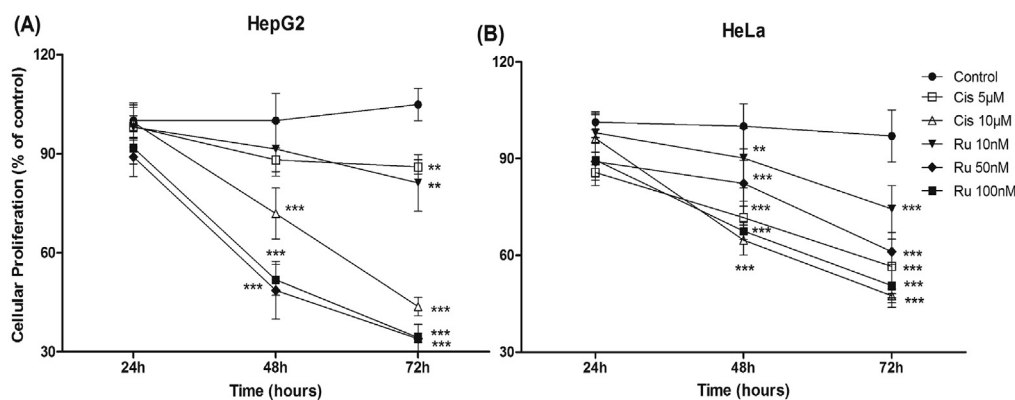 (A)
HepG2
120
90
60
30
Cellular Proliferation (% of control)
**
**
***
***
***
***
***
***
24h
48h
72h
Time (hours)
(B)
HeLa
120
90
60
30
**
***
***
***
***
***
***
***
***
***
24h
48h
72h
Time (hours)
Control
Cis 5µM
Cis 10µM
Ru 10nM
Ru 50nM
Ru 100nM